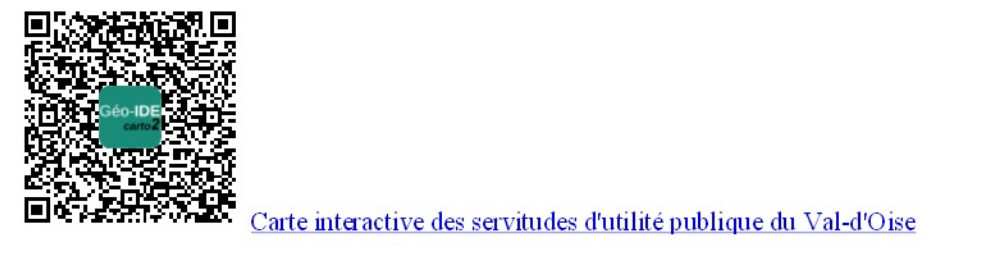 Géo-IDE
carto2
Carte interactive des servitudes d'utilité publique du Val-d'Oise